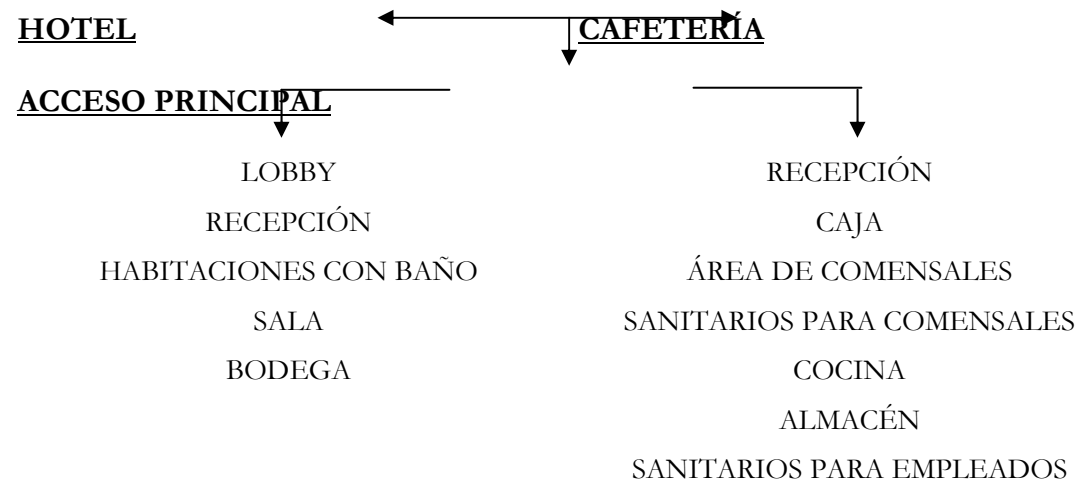 HOTEL CAFETERÍA
ACCESO PRINCIPAL
LOBBY RECEPCIÓN
RECEPCIÓN CAJA
HABITACIONES CON BAÑO ÁREA DE COMENSALES
SALA SANITARIOS PARA COMENSALES
BODEGA COCINA
ALMACÉN
SANITARIOS PARA EMPLEADOS